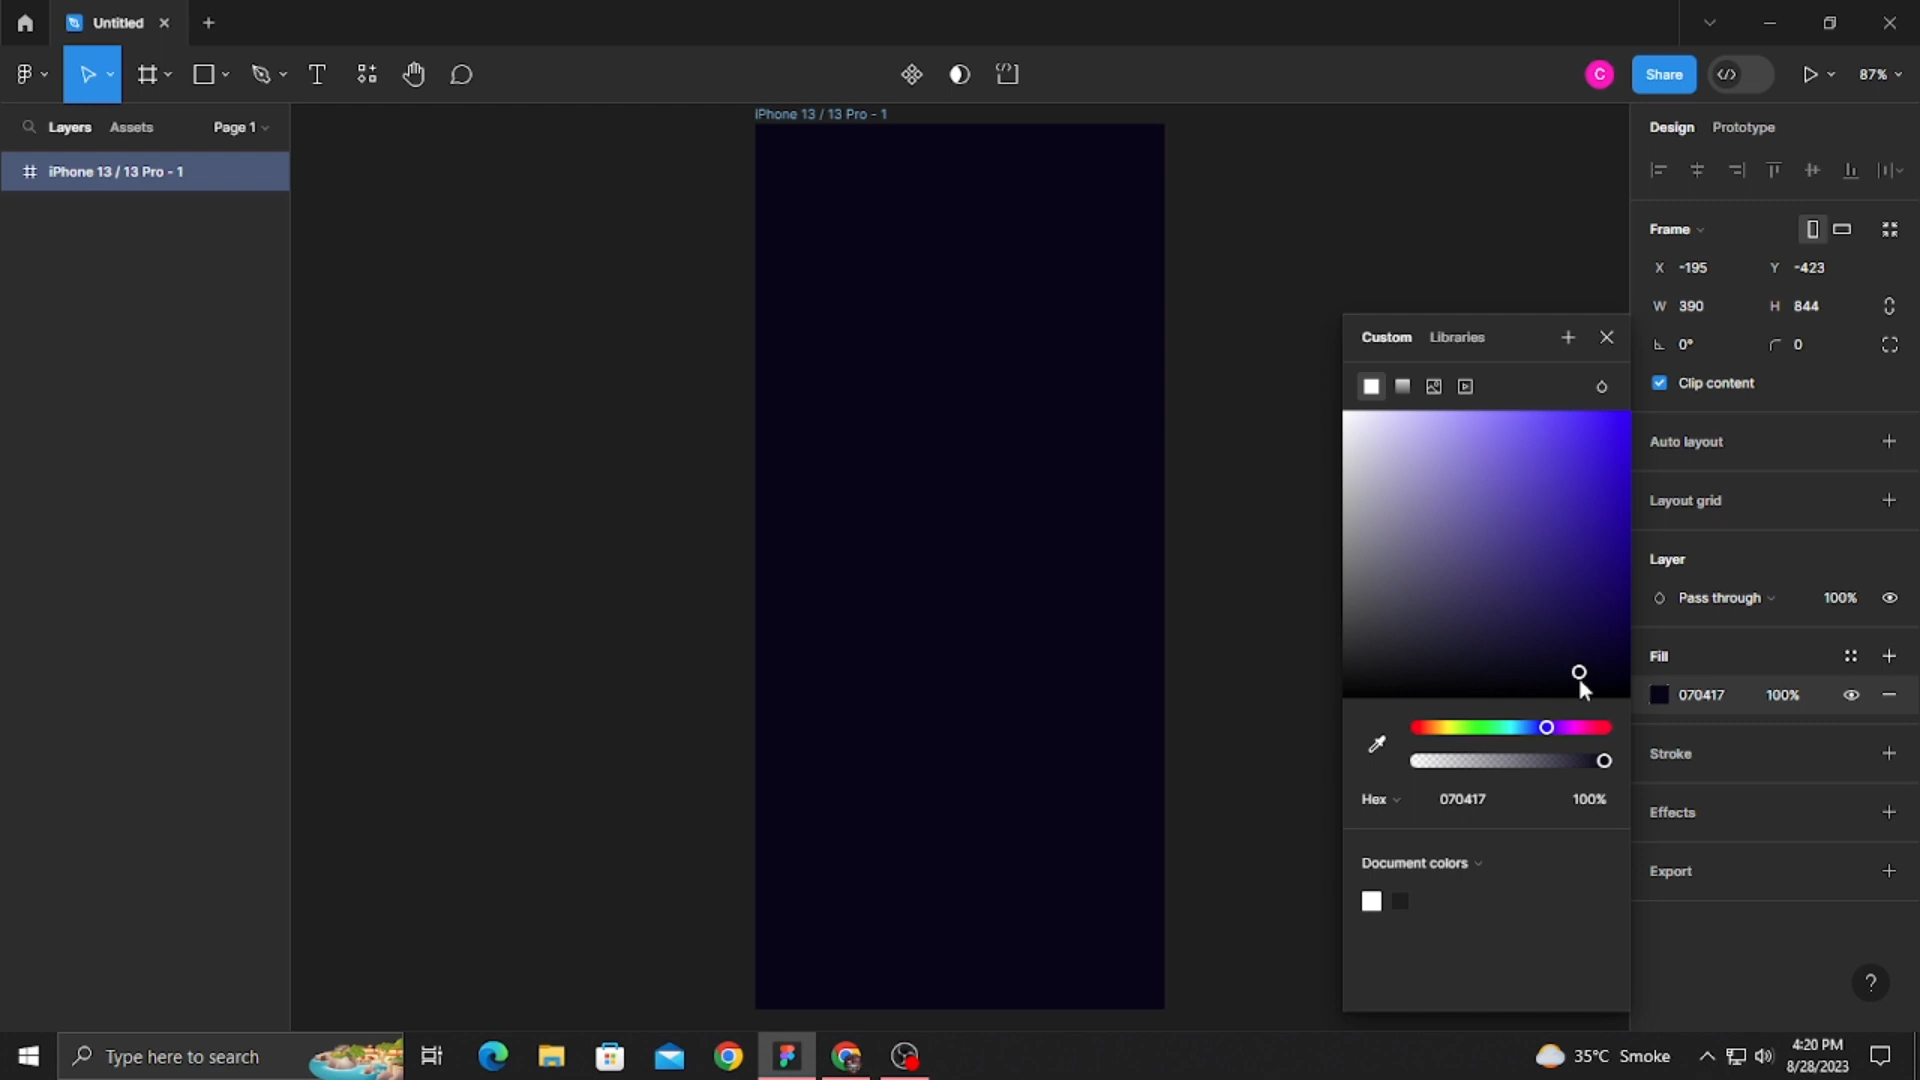 Untitled
C
Share
87%
Layers
Assets
Page 1
iPhone 13 / 13 Pro - 1
iPhone 13 / 13 Pro - 1
Design
Prototype
Frame
X -195
Y -423
W 390
H 844
0°
0
Clip content
Auto layout
Layout grid
Layer
Pass through
100%
Fill
070417
100%
Stroke
Effects
Export
Custom
Libraries
Hex
070417
100%
Document colors
?
Type here to search
35°C Smoke
4:20 PM
8/28/2023